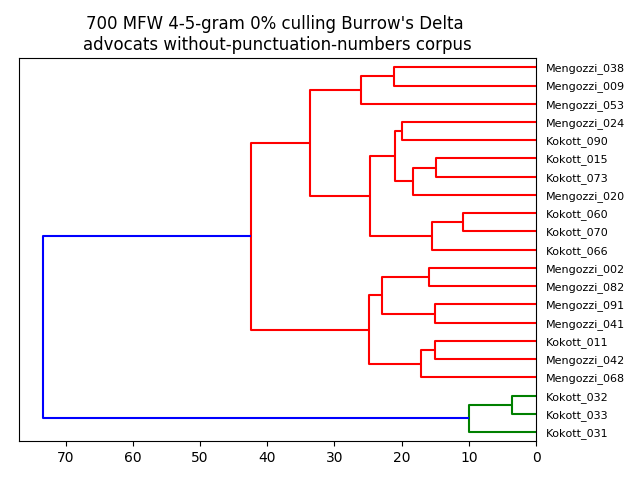 700 MFW 4-5-gram 0% culling Burrow's Delta
advocats without-punctuation-numbers corpus
Mengozzi_038
Mengozzi_009
Mengozzi_053
Mengozzi_024
Kokott_090
Kokott_015
Kokott_073
Mengozzi_020
Kokott_060
Kokott_070
Kokott_066
Mengozzi_002
Mengozzi_082
Mengozzi_091
Mengozzi_041
Kokott_011
Mengozzi_042
Mengozzi_068
Kokott_032
Kokott_033
Kokott_031
70 60 50 40 30 20 10 0